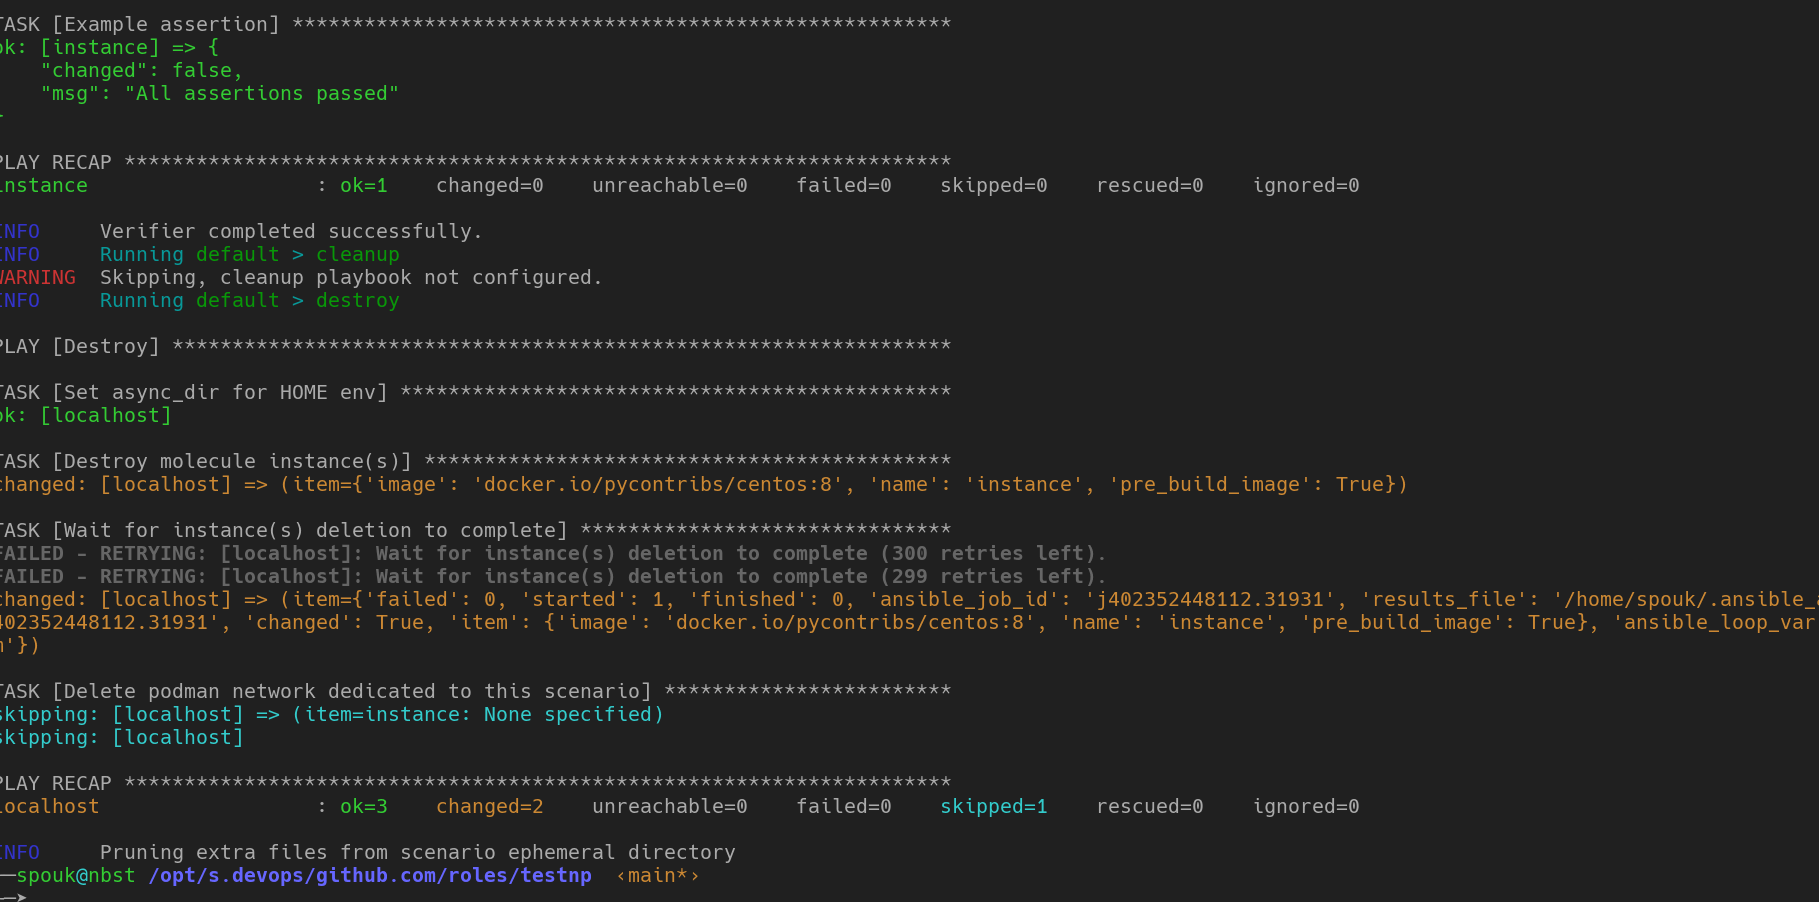 TASK [Example assertion] *******************************************************
ok: [instance] => {
    "changed": false,
    "msg": "All assertions passed"
}
PLAY RECAP *********************************************************************
instance                   : ok=1    changed=0    unreachable=0    failed=0    skipped=0    rescued=0    ignored=0
INFO     Verifier completed successfully.
INFO     Running default > cleanup
WARNING  Skipping, cleanup playbook not configured.
INFO     Running default > destroy
PLAY [Destroy] *****************************************************************
TASK [Set async_dir for HOME env] **********************************************
ok: [localhost]
TASK [Destroy molecule instance(s)] ********************************************
changed: [localhost] => (item={'image': 'docker.io/pycontribs/centos:8', 'name': 'instance', 'pre_build_image': True})
TASK [Wait for instance(s) deletion to complete] *******************************
FAILED - RETRYING: [localhost]: Wait for instance(s) deletion to complete (300 retries left).
FAILED - RETRYING: [localhost]: Wait for instance(s) deletion to complete (299 retries left).
changed: [localhost] => (item={'failed': 0, 'started': 1, 'finished': 0, 'ansible_job_id': 'j402352448112.31931', 'results_file': '/home/spouk/.ansible_a
402352448112.31931', 'changed': True, 'item': {'image': 'docker.io/pycontribs/centos:8', 'name': 'instance', 'pre_build_image': True}, 'ansible_loop_var
m'})
TASK [Delete podman network dedicated to this scenario] ************************
skipping: [localhost] => (item=instance: None specified)
skipping: [localhost]
PLAY RECAP *********************************************************************
localhost                  : ok=3    changed=2    unreachable=0    failed=0    skipped=1    rescued=0    ignored=0
INFO     Pruning extra files from scenario ephemeral directory
──spouk@nbst /opt/s.devops/github.com/roles/testnp  ‹main*›
──➤